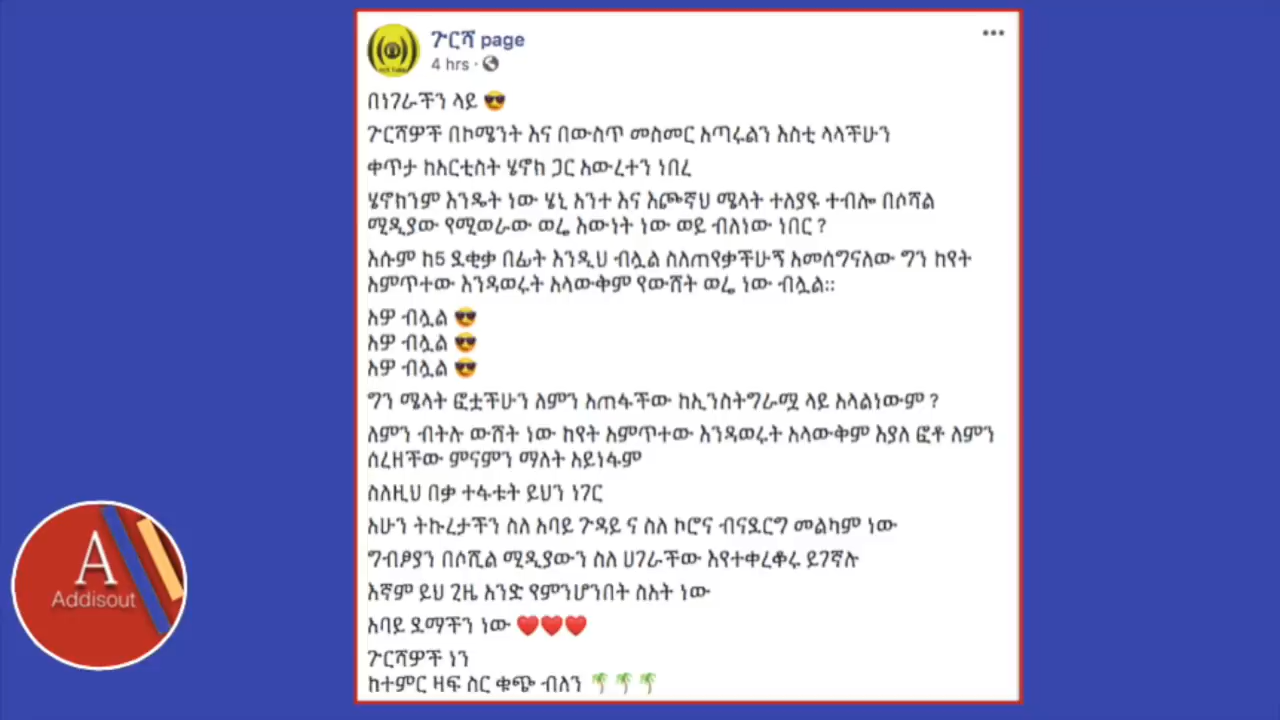 ጉርሻ page
4 hrs ·
በነገራችን ላይ 😎
ጉርሻዎች በኮሜንት እና በውስጥ መስመር አጣሩልን እስቲ ላላችሁን
ቀጥታ ከአርቲስት ሄኖክ ጋር አውረተን ነበረ
ሄኖክንም እንዴት ነው ሄኒ አንተ እና እጮኛህ ሜላት ተለያዩ ተብሎ በሶሻል
ሚዲያው የሚወራው ወሬ እውነት ነው ወይ ብለነው ነበር ?
እሱም ከ5 ደቂቃ በፊት እንዲህ ብሏል ስለጠየቃችሁኝ አመሰግናለው ግን ከየት
አምጥተው እንዳወሩት አላውቅም የውሸት ወሬ ነው ብሏል።
አዎ ብሏል 😎
አዎ ብሏል 😎
አዎ ብሏል 😎
ግን ሜላት ፎቷችሁን ለምን አጠፋችው ከኢንስትግራሟ ላይ አላልነውም ?
ለምን ብትሉ ውሸት ነው ከየት አምጥተው እንዳወሩት አላውቅም እያለ ፎቶ ለምን
ሰረዘችው ምናምን ማለት አይነፋም
ስለዚህ በቃ ተፋቱት ይህን ነገር
አሁን ትኩረታችን ስለ አባይ ጉዳይ ና ስለ ኮሮና ብናደርግ መልካም ነው
ግብፆያን በሶሺል ሚዲያውን ስለ ሀገራችው እየተቀረቆሩ ይገኛሉ
እኛም ይህ ጊዜ አንድ የምንሆንበት ስአት ነው
አባይ ደማችን ነው ❤️❤️❤️
ጉርሻዎች ነን
ከተምር ዛፍ ስር ቁጭ ብለን 🌴🌴🌴
A
Addisout